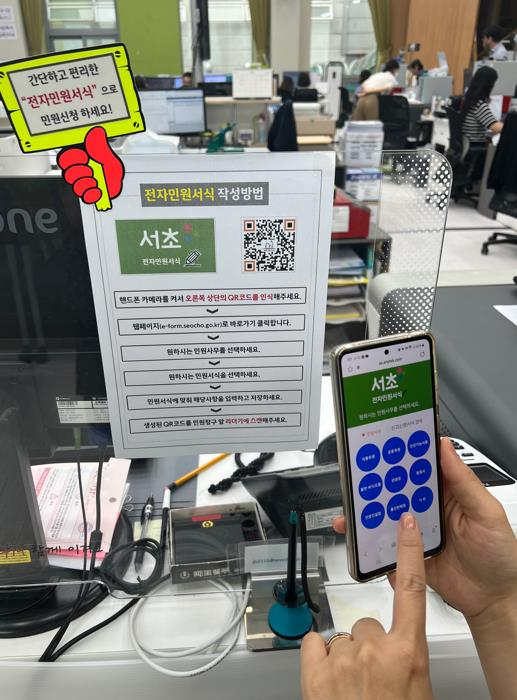 간단하고 편리한
"전자민원서식" 으로
민원신청 하세요!
one
전자민원서식 작성방법
서초
전자민원서식
핸드폰 카메라를 켜서 오른쪽 상단의 QR코드를 인식해주세요.
웹페이지(e-form.seocho.go.kr)로 바로가기 클릭합니다.
원하시는 민원사무를 선택하세요.
원하시는 민원서식을 선택하세요.
민원서식에 맞춰 해당사항을 입력하고 저장하세요.
생성된 QR코드를 민원창구 앞 리더기에 스캔해주세요.
서초
전자민원서식
원하시는 민원사무를 선택하세요.